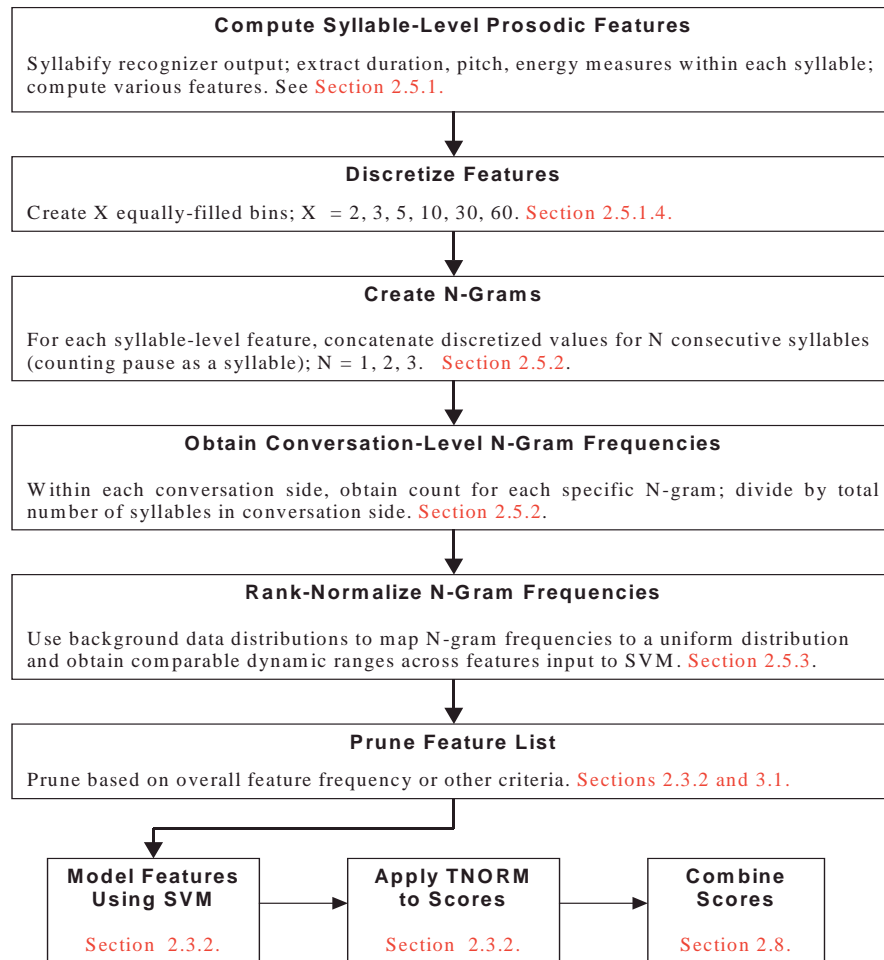 Compute Syllable-Level Prosodic Features
Syllabify recognizer output; extract duration, pitch, energy measures within each syllable;
compute various features. See Section 2.5.1.
Discretize Features
Create X equally-filled bins; X = 2, 3, 5, 10, 30, 60. Section 2.5.1.4.
Create N-Grams
For each syllable-level feature, concatenate discretized values for N consecutive syllables
(counting pause as a syllable); N = 1, 2, 3. Section 2.5.2.
Obtain Conversation-Level N-Gram Frequencies
Within each conversation side, obtain count for each specific N-gram; divide by total
number of syllables in conversation side. Section 2.5.2.
Rank-Normalize N-Gram Frequencies
Use background data distributions to map N-gram frequencies to a uniform distribution
and obtain comparable dynamic ranges across features input to SVM. Section 2.5.3.
Prune Feature List
Prune based on overall feature frequency or other criteria. Sections 2.3.2 and 3.1.
Model Features
Using SVM
Section 2.3.2.
Apply TNORM
to Scores
Section 2.3.2.
Combine
Scores
Section 2.8.